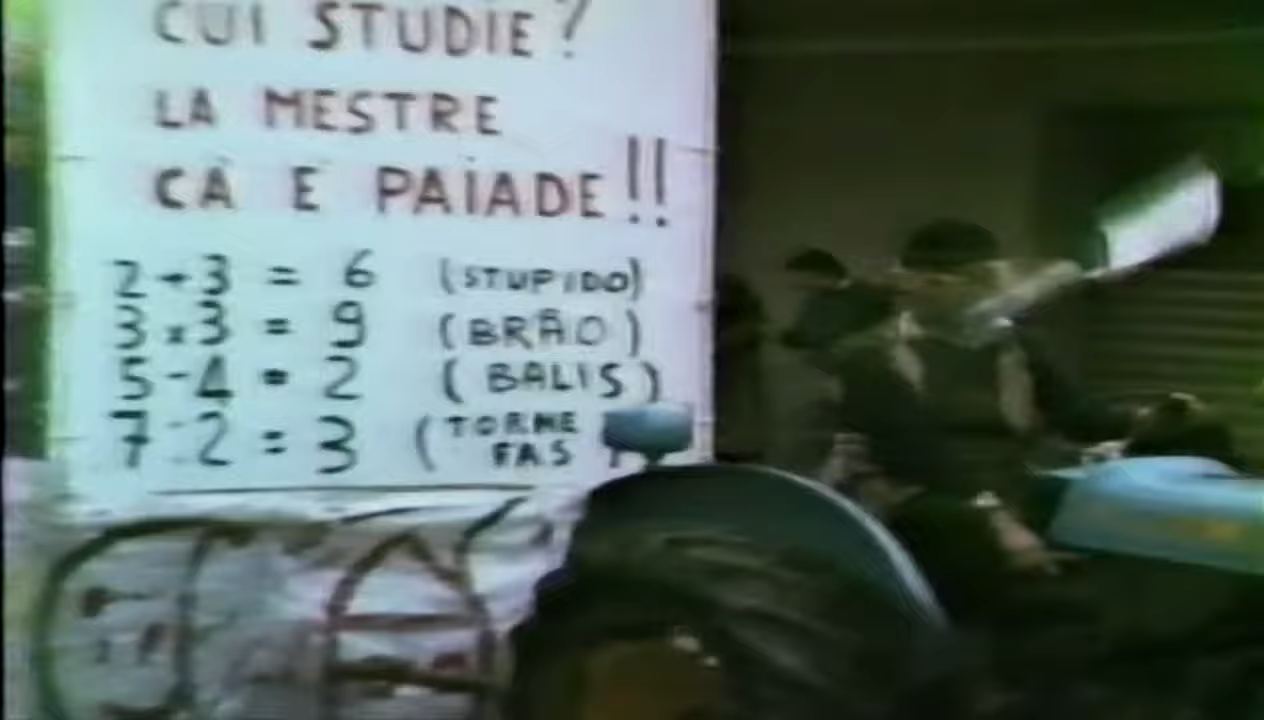 CUI STUDIE?
LA MESTRE
CA E PAIADE!!
2+3 = 6 (STUPIDO)
3x3 = 9 (BRÃO)
5-4 = 2 (BALIS)
7-2 = 3 (TORME
FAS